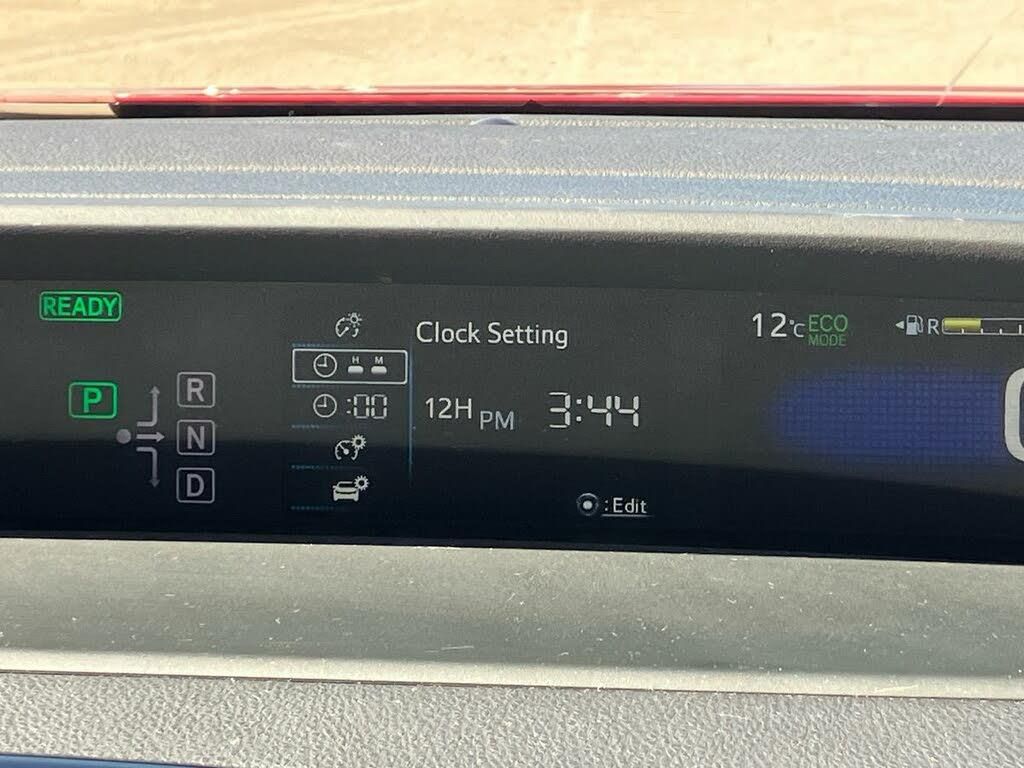 READY
P
R
N
D
H M
:00
Clock Setting
12H PM 3:44
: Edit
12°C ECO
MODE
R